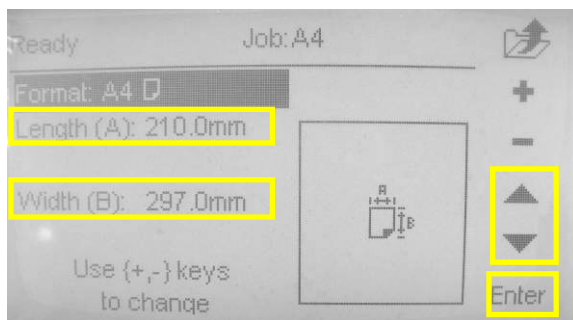 Ready Job:A4
Format: A4
Length (A): 210.0mm
Width (B): 297.0mm
A
B
Use {+,-} keys
to change
Enter